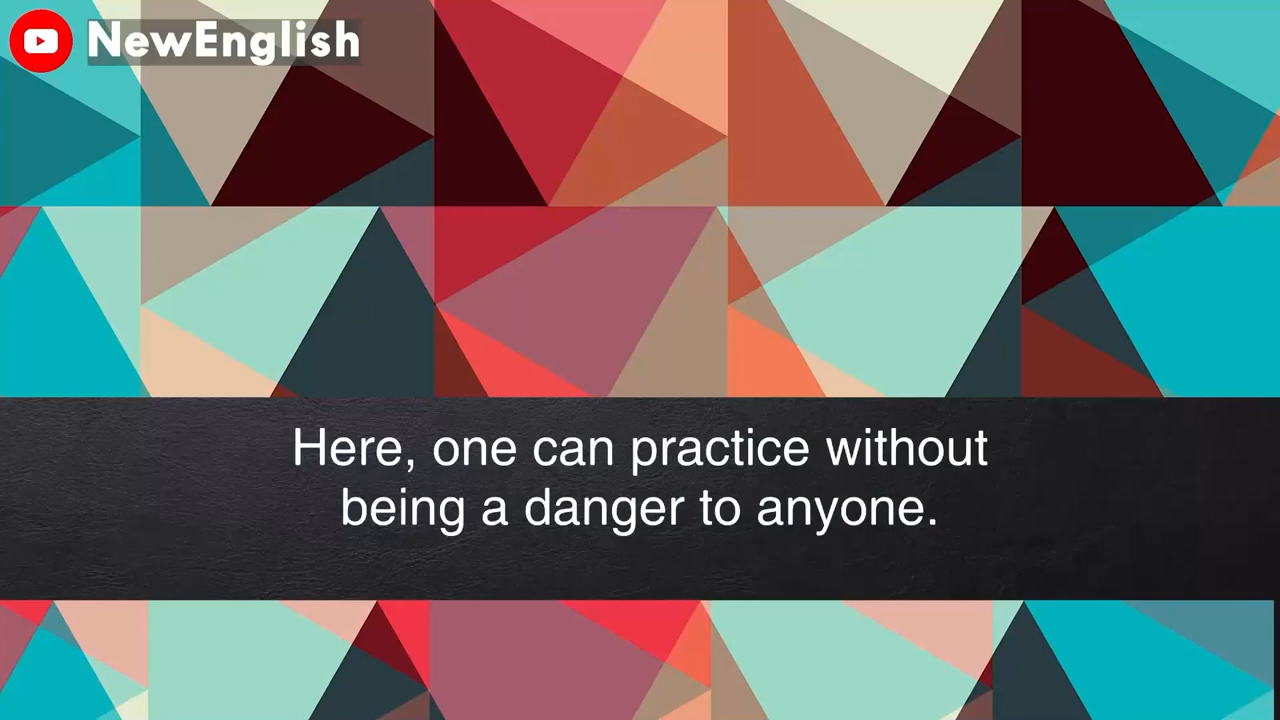 NewEnglish
Here, one can practice without
being a danger to anyone.